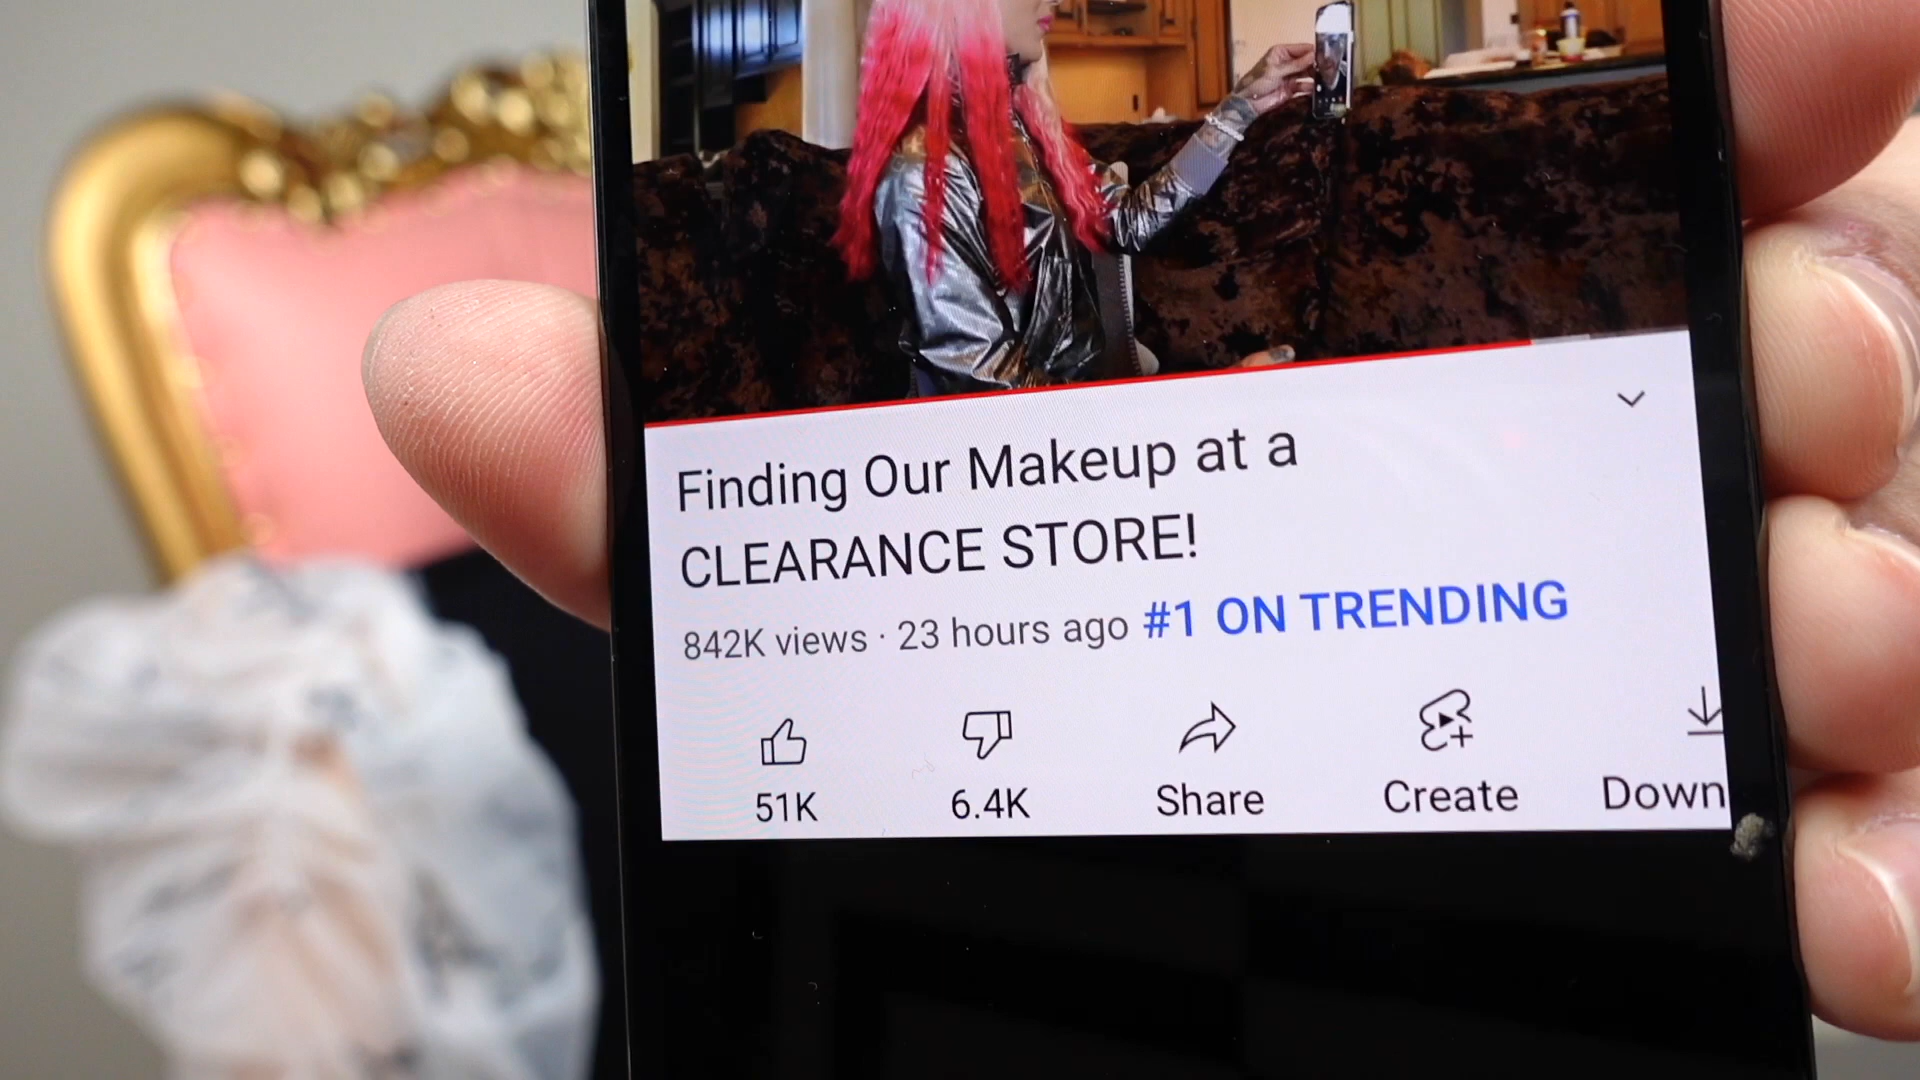 Finding Our Makeup at a
CLEARANCE STORE!
842K views · 23 hours ago #1 ON TRENDING
51K 6.4K Share Create Down